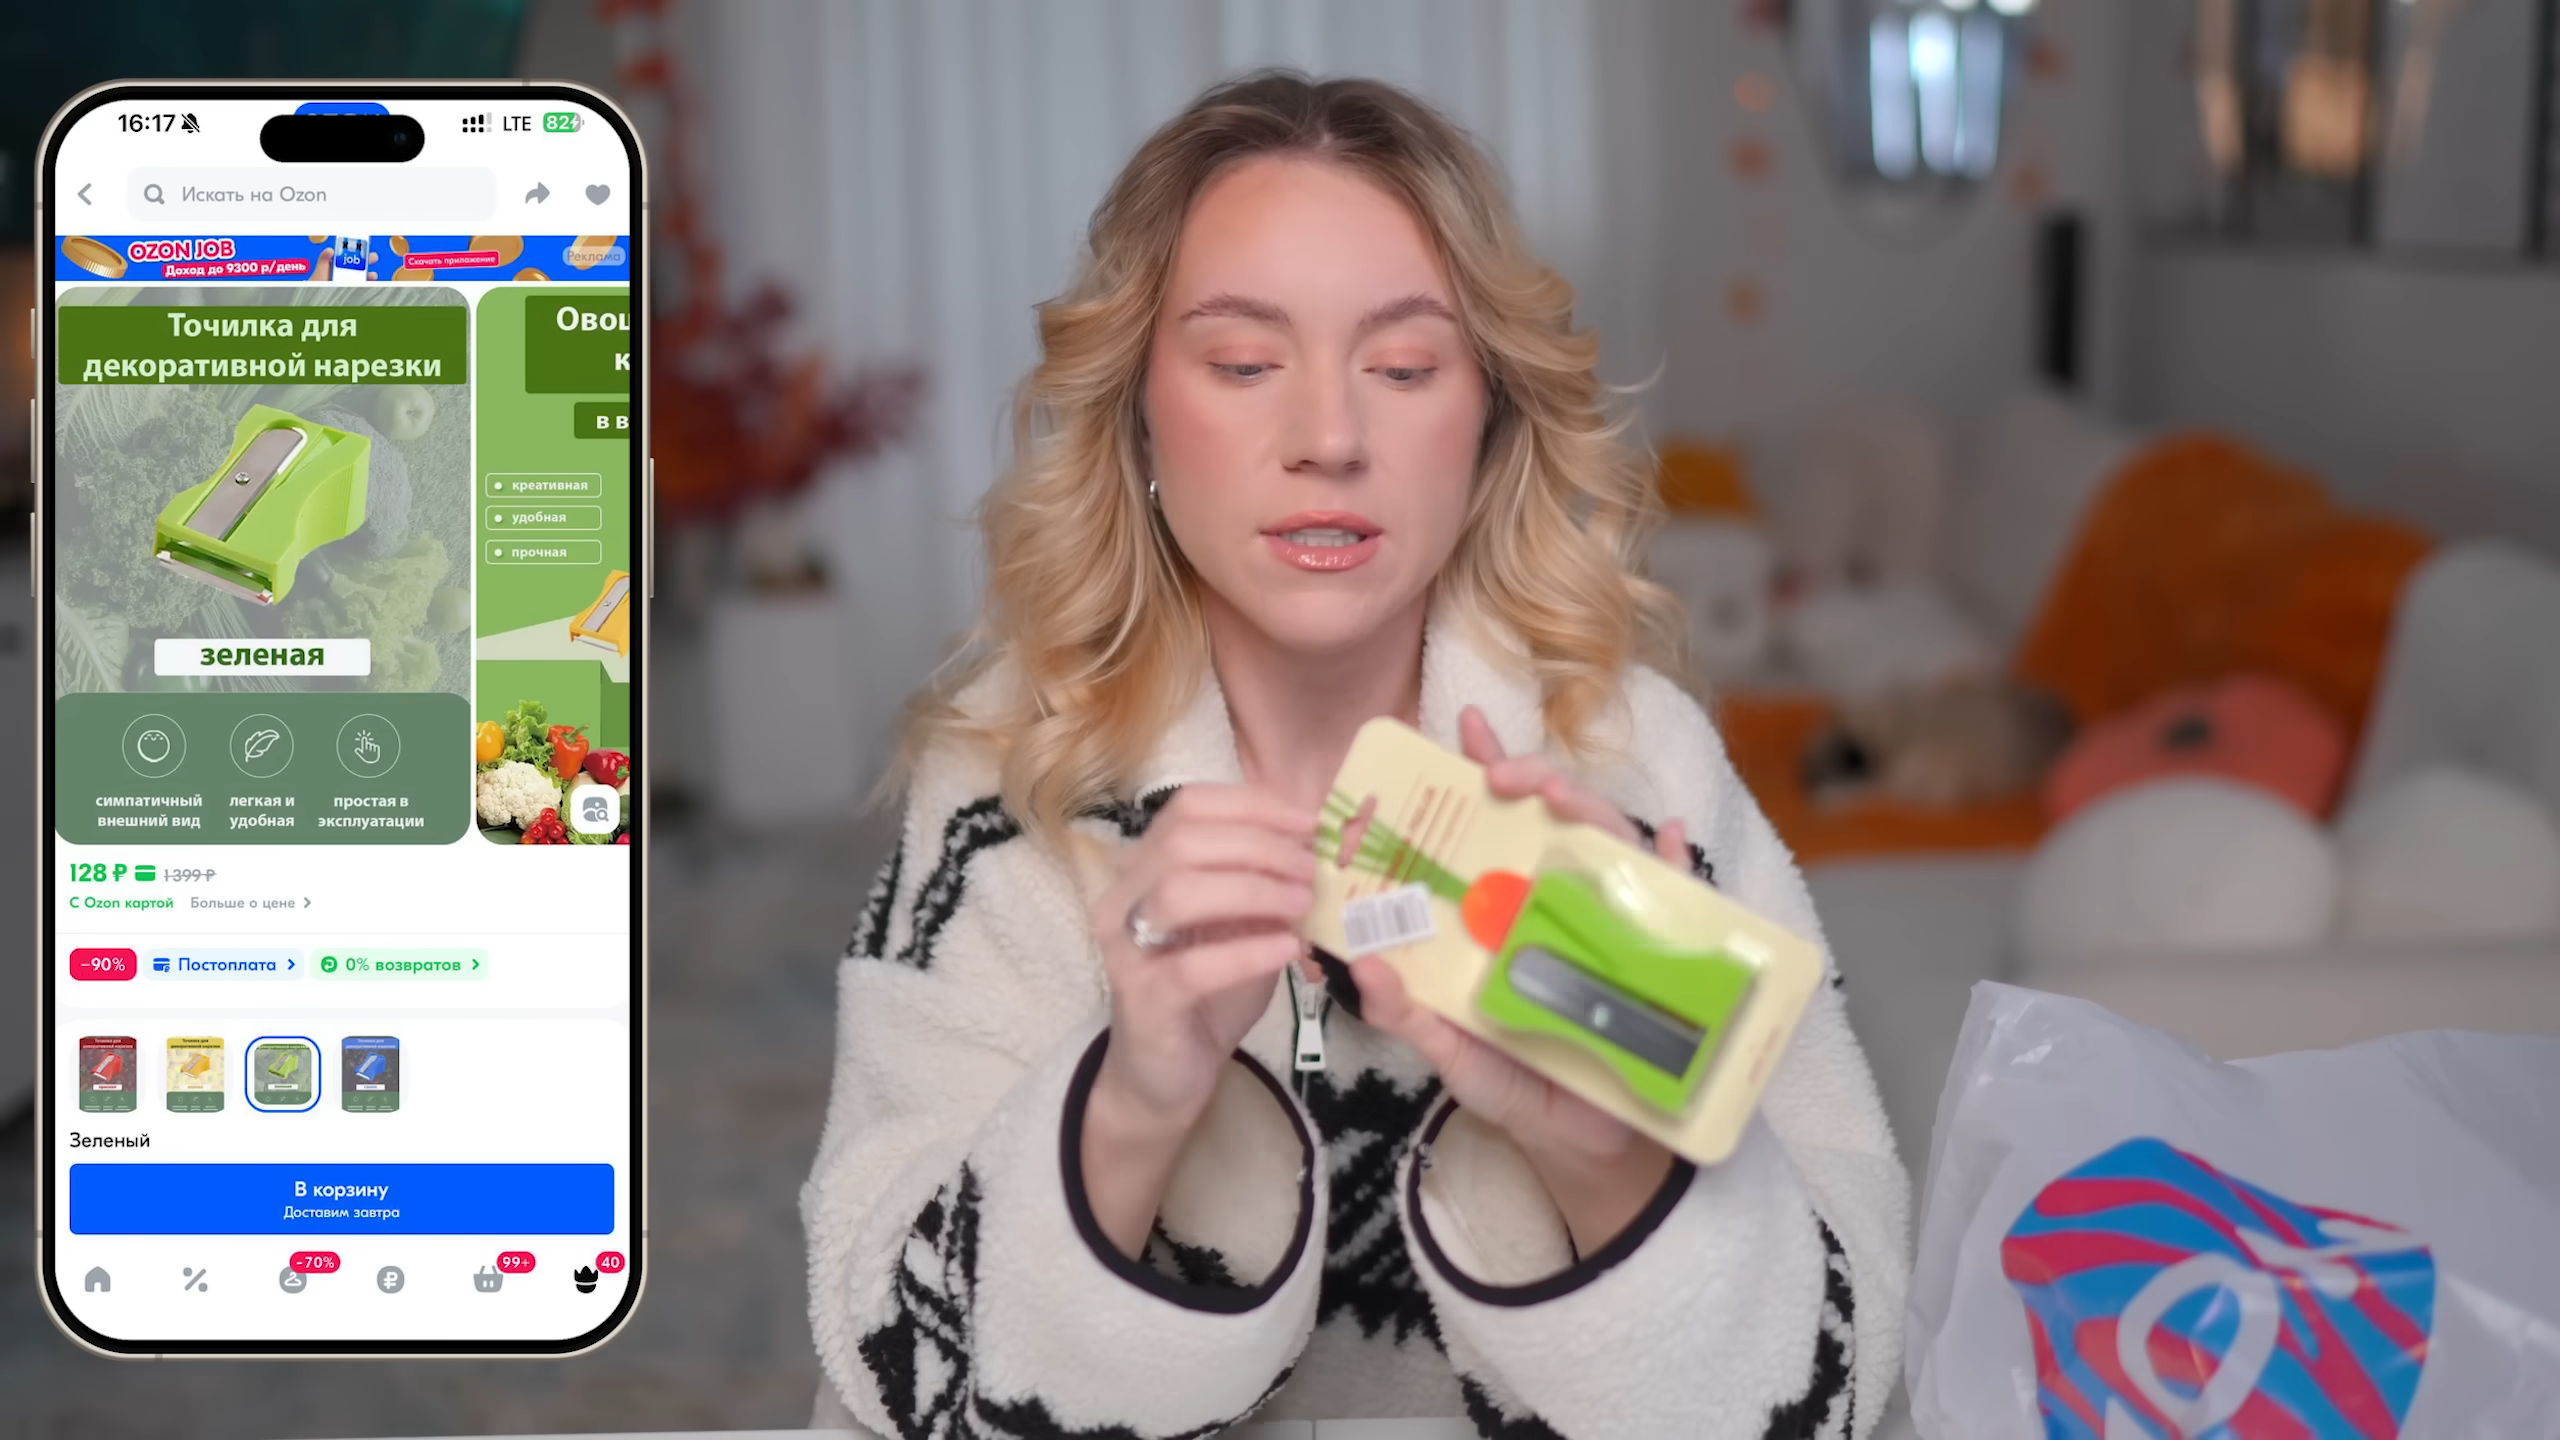 16:17
LTE
82
Искать на Ozon
OZON JOB
Доход до 9300 р/день
job
Скачать приложение
Реклама
Точилка для
декоративной нарезки
зеленая
симпатичный
внешний вид
легкая и
удобная
простая в
эксплуатации
Овощ
к
в в
креативная
удобная
прочная
128 ₽
1 399 ₽
С Ozon картой
Больше о цене
−90%
Постоплата
0% возвратов
Зеленый
В корзину
Доставим завтра
-70%
99+
40